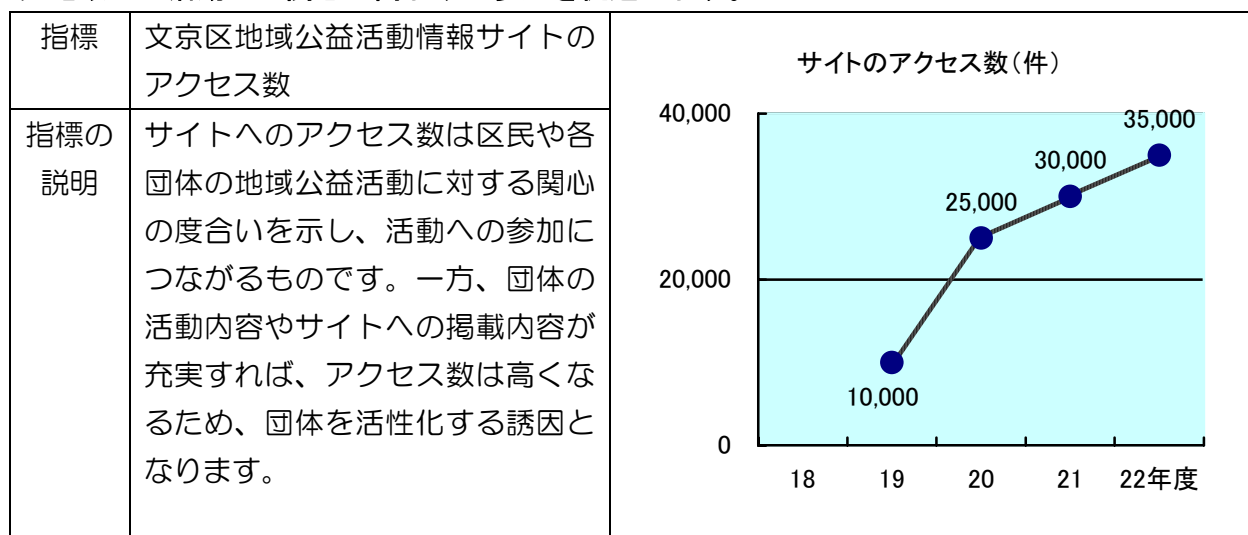 指標
文京区地域公益活動情報サイトの
アクセス数
指標の
説明
サイトへのアクセス数は区民や各
団体の地域公益活動に対する関心
の度合いを示し、活動への参加に
つながるものです。一方、団体の
活動内容やサイトへの掲載内容が
充実すれば、アクセス数は高くな
るため、団体を活性化する誘因と
なります。
サイトのアクセス数(件)
40,000
35,000
30,000
25,000
20,000
10,000
0
18 19 20 21 22年度